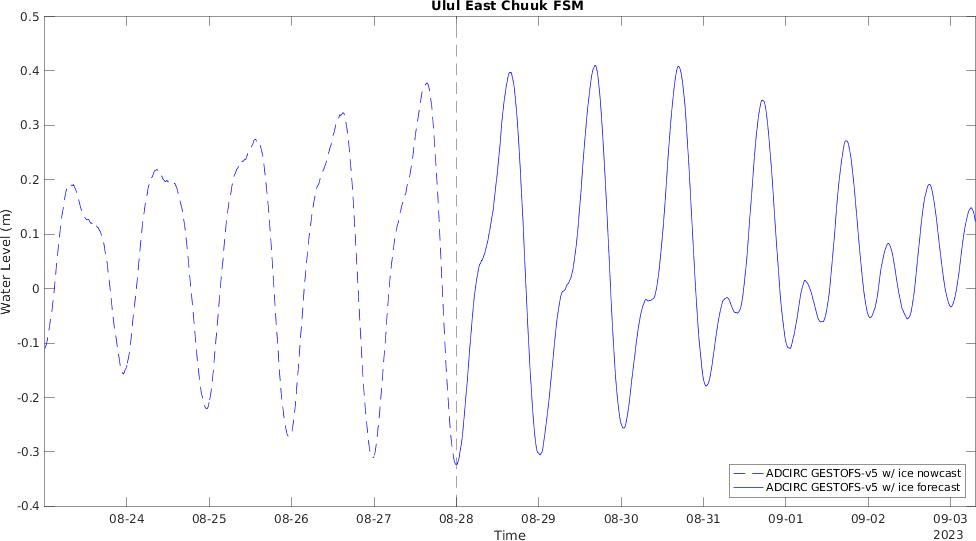 Ulul East Chuuk FSM
0.5
0.4
0.3
0.2
0.1
0
-0.1
-0.2
-0.3
-0.4
Water Level (m)
08-24 08-25 08-26 08-27 08-28 08-29 08-30 08-31 09-01 09-02 09-03
2023
Time
ADCIRC GESTOFS-v5 w/ ice nowcast
ADCIRC GESTOFS-v5 w/ ice forecast